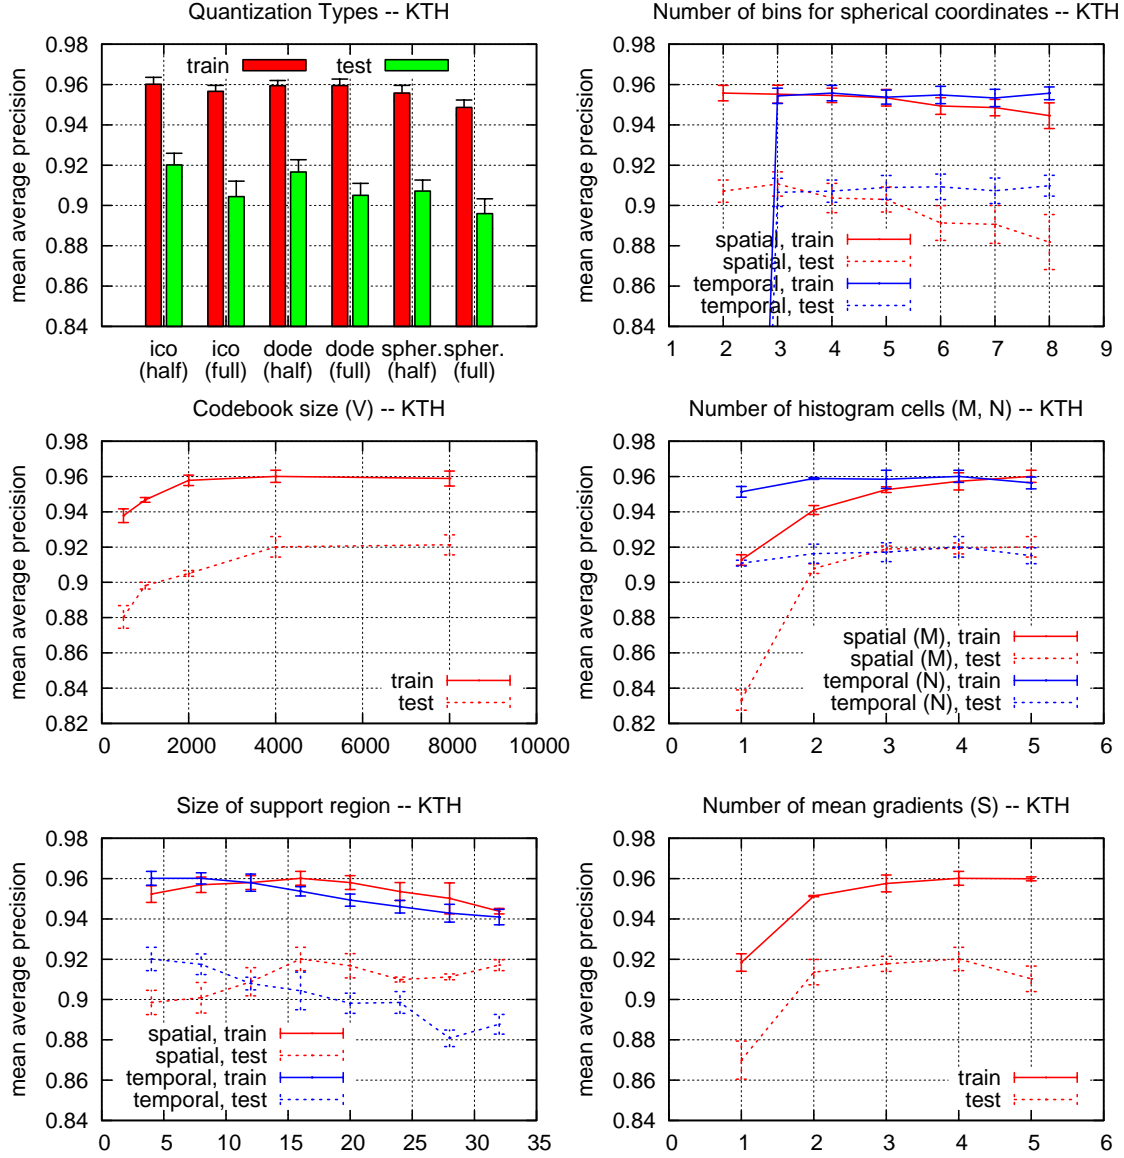 Quantization Types -- KTH
mean average precision
0.98
0.96
0.94
0.92
0.9
0.88
0.86
0.84
train
test
ico (half)
ico (full)
dode (half)
dode (full)
spher. (half)
spher. (full)
Number of bins for spherical coordinates -- KTH
mean average precision
0.98
0.96
0.94
0.92
0.9
0.88
0.86
0.84
spatial, train
spatial, test
temporal, train
temporal, test
1 2 3 4 5 6 7 8 9
Codebook size (V) -- KTH
mean average precision
0.98
0.96
0.94
0.92
0.9
0.88
0.86
0.84
0.82
train
test
0 2000 4000 6000 8000 10000
Number of histogram cells (M, N) -- KTH
mean average precision
0.98
0.96
0.94
0.92
0.9
0.88
0.86
0.84
0.82
spatial (M), train
spatial (M), test
temporal (N), train
temporal (N), test
0 1 2 3 4 5 6
Size of support region -- KTH
mean average precision
0.98
0.96
0.94
0.92
0.9
0.88
0.86
0.84
spatial, train
spatial, test
temporal, train
temporal, test
0 5 10 15 20 25 30 35
Number of mean gradients (S) -- KTH
mean average precision
0.98
0.96
0.94
0.92
0.9
0.88
0.86
0.84
train
test
0 1 2 3 4 5 6